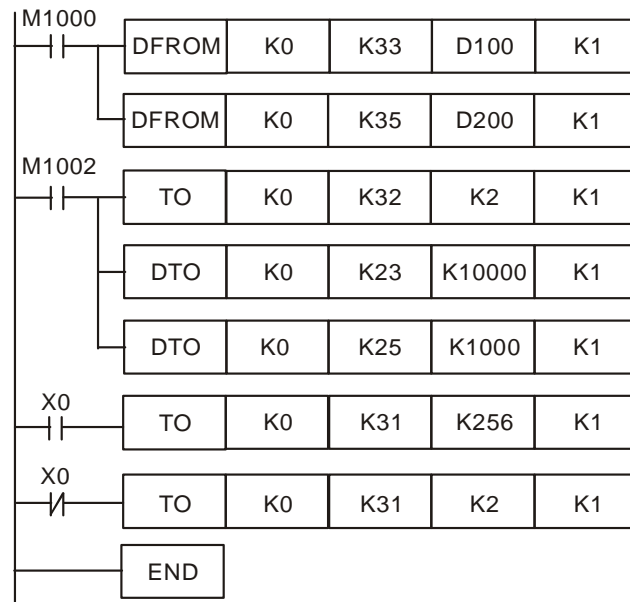 M1000
DFROM K0 K33 D100 K1
DFROM K0 K35 D200 K1
M1002
TO K0 K32 K2 K1
DTO K0 K23 K10000 K1
DTO K0 K25 K1000 K1
X0
TO K0 K31 K256 K1
X0
TO K0 K31 K2 K1
END